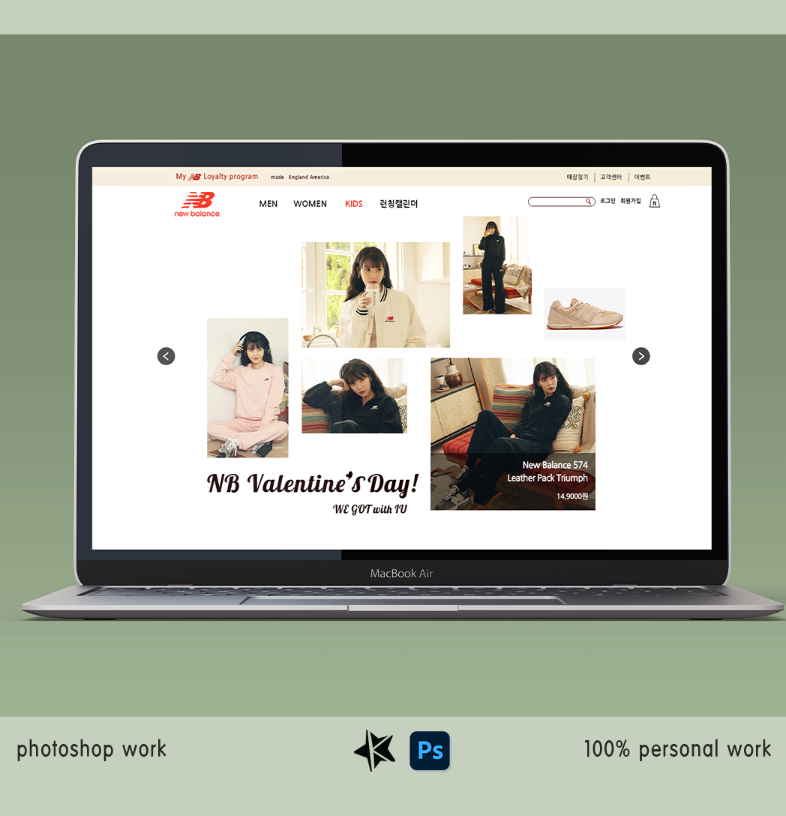 My NB Loyalty program
made England America
매장찾기 고객센터 이벤트
new balance
MEN WOMEN KIDS 런칭캘린더
로그인 회원가입
N
NB Valentine's Day!
WE GOT with IU
New Balance 574
Leather Pack Triumph
14,9000원
MacBook Air
photoshop work
K
Ps
100% personal work